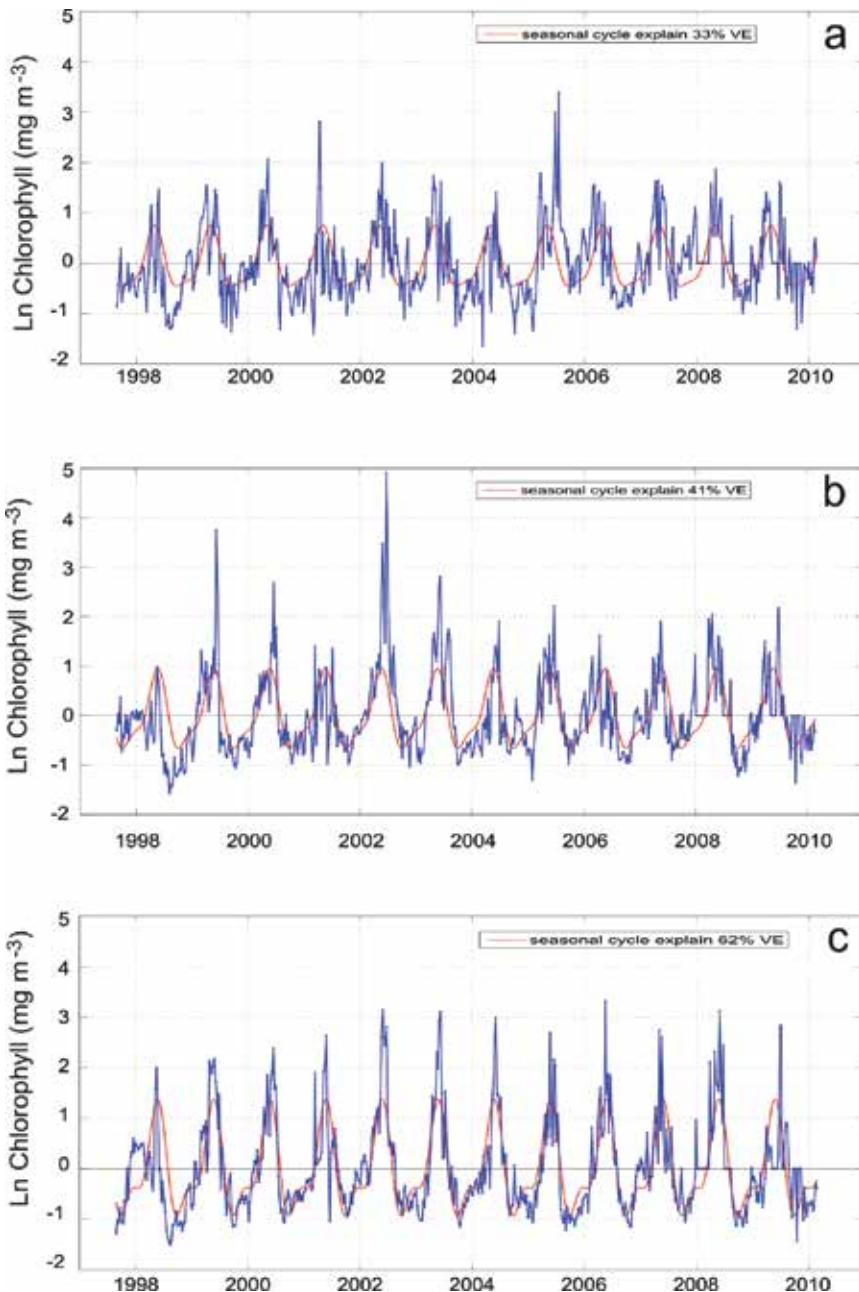 seasonal cycle explain 33% VE
a
5
4
3
2
1
0
-1
-2
Ln Chlorophyll (mg m-3)
1998 2000 2002 2004 2006 2008 2010
seasonal cycle explain 41% VE
b
5
4
3
2
1
0
-1
-2
Ln Chlorophyll (mg m-3)
1998 2000 2002 2004 2006 2008 2010
seasonal cycle explain 62% VE
c
5
4
3
2
1
0
-1
-2
Ln Chlorophyll (mg m-3)
1998 2000 2002 2004 2006 2008 2010